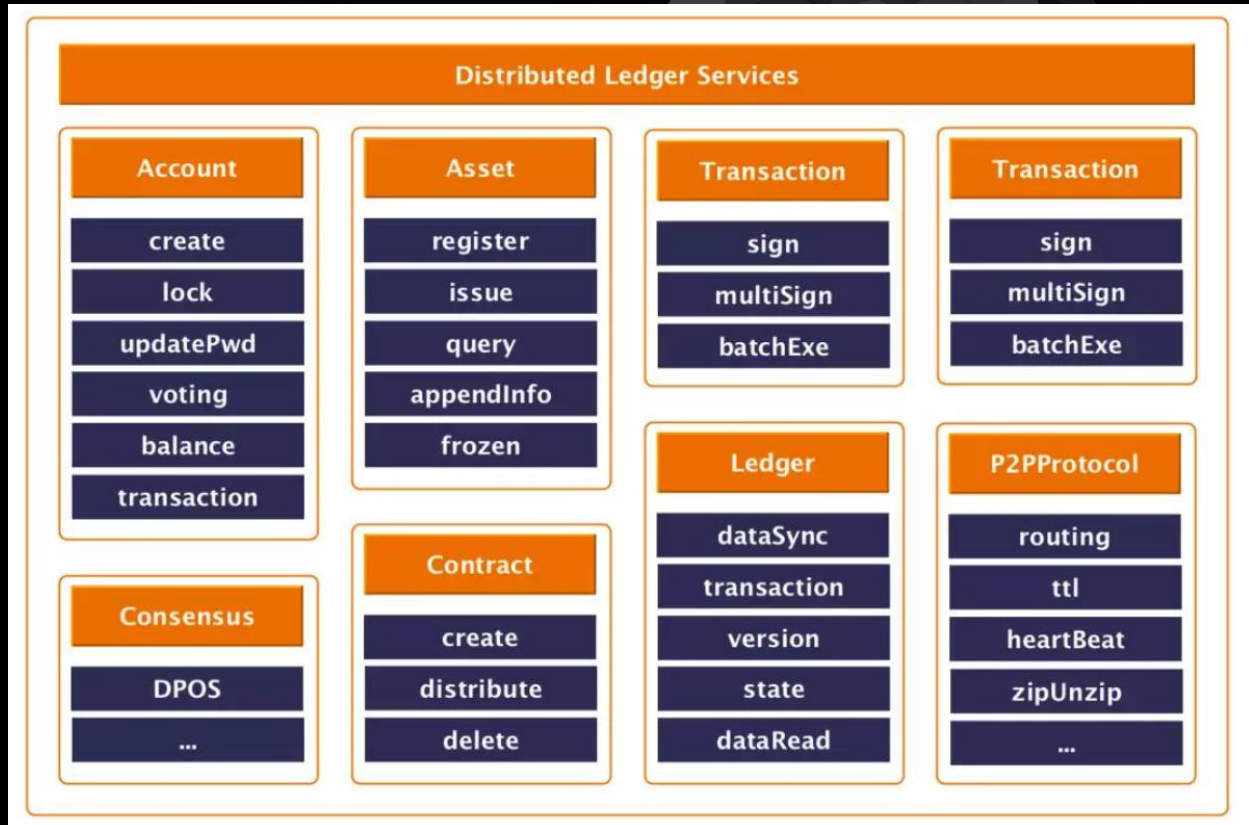 Distributed Ledger Services
Account
create
lock
updatePwd
voting
balance
transaction
Consensus
DPOS
...
Asset
register
issue
query
appendInfo
frozen
Contract
create
distribute
delete
Transaction
sign
multiSign
batchExe
Ledger
dataSync
transaction
version
state
dataRead
Transaction
sign
multiSign
batchExe
P2PProtocol
routing
ttl
heartBeat
zipUnzip
...